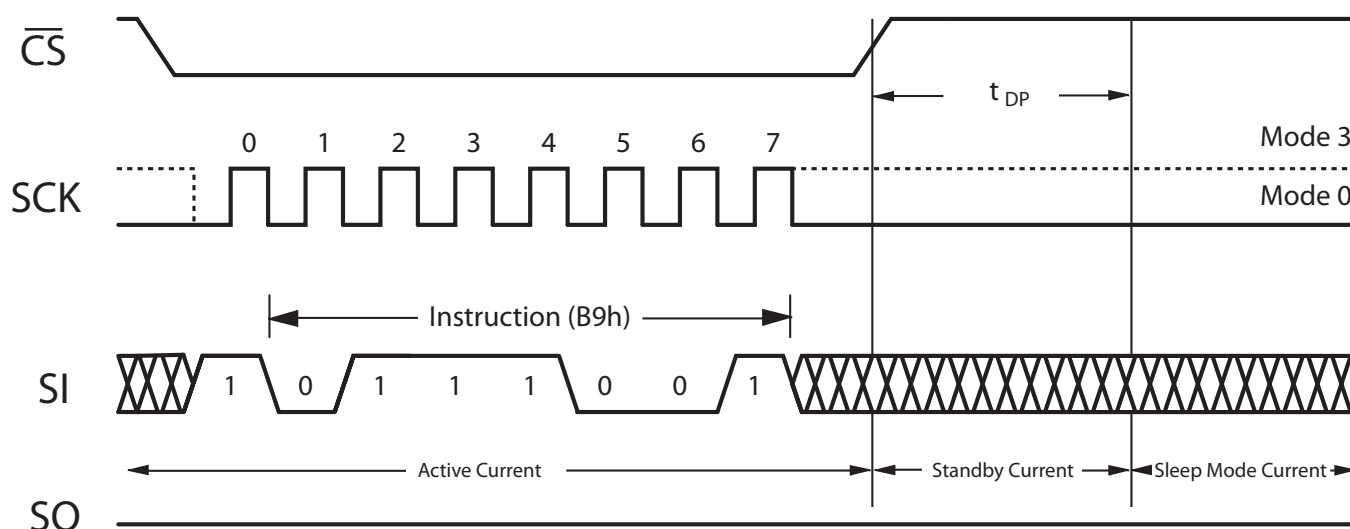 CS
t DP
0 1 2 3 4 5 6 7
Mode 3
SCK
Mode 0
Instruction (B9h)
SI
1 0 1 1 1 0 0 1
Active Current
Standby Current
Sleep Mode Current
SO